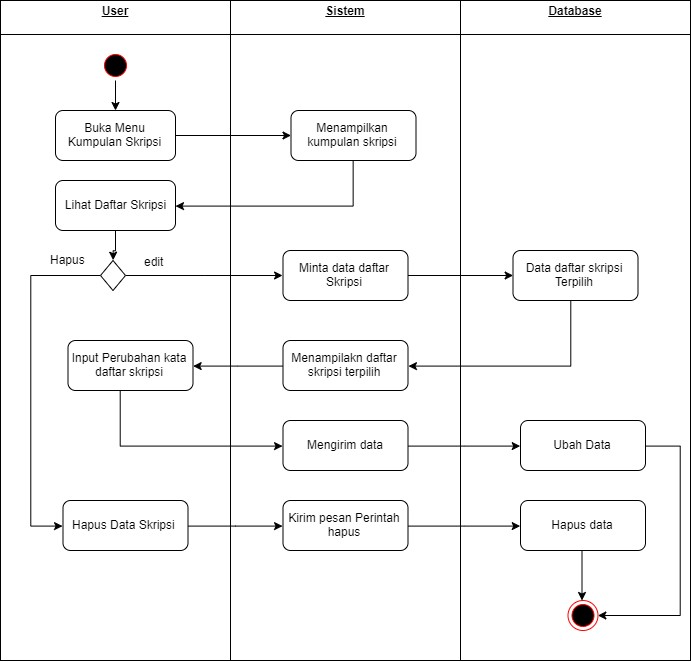 User
Sistem
Database
Buka Menu
Kumpulan Skripsi
Menampilkan
kumpulan skripsi
Lihat Daftar Skripsi
Hapus
edit
Minta data daftar
Skripsi
Data daftar skripsi
Terpilih
Input Perubahan kata
daftar skripsi
Menampilakn daftar
skripsi terpilih
Mengirim data
Ubah Data
Hapus Data Skripsi
Kirim pesan Perintah
hapus
Hapus data